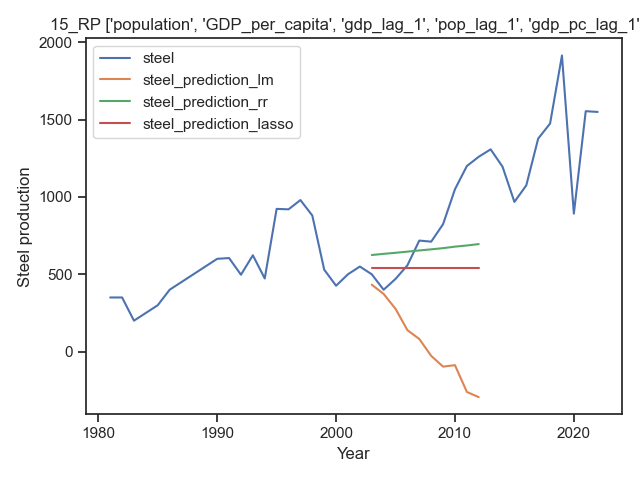 15_RP ['population', 'GDP_per_capita', 'gdp_lag_1', 'pop_lag_1', 'gdp_pc_lag_1'
2000
1500
1000
500
0
steel
steel_prediction_lm
steel_prediction_rr
steel_prediction_lasso
Steel production
1980
1990
2000
2010
2020
Year